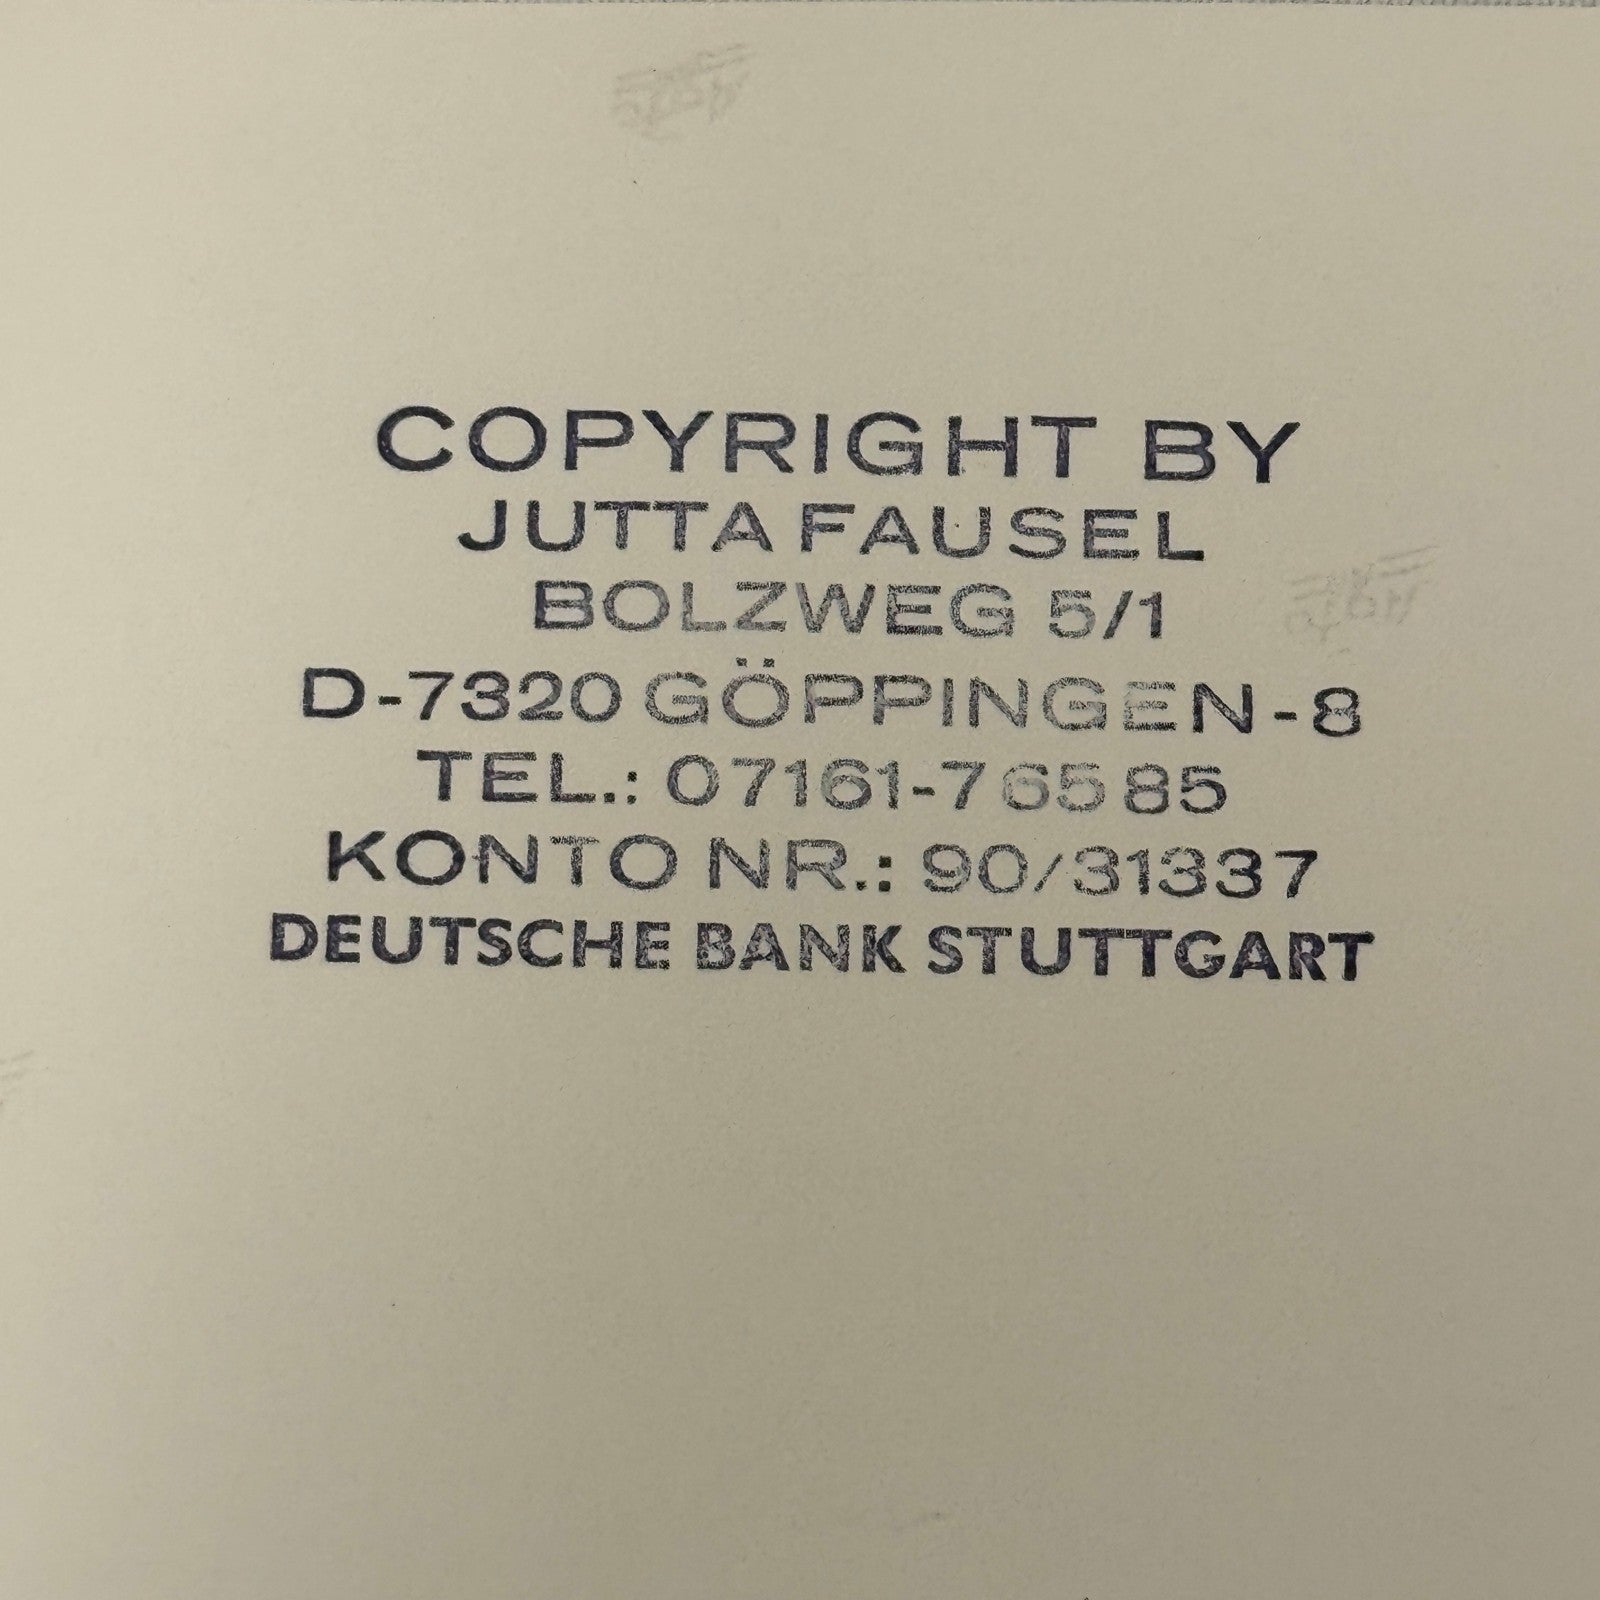 COPYRIGHT BY
JUTTA FAUSEL
BOLZWEG 5/1
D-7320 GÖPPINGEN-8
TEL.: 07161-76585
KONTO NR.: 90/31337
DEUTSCHE BANK STUTTGART